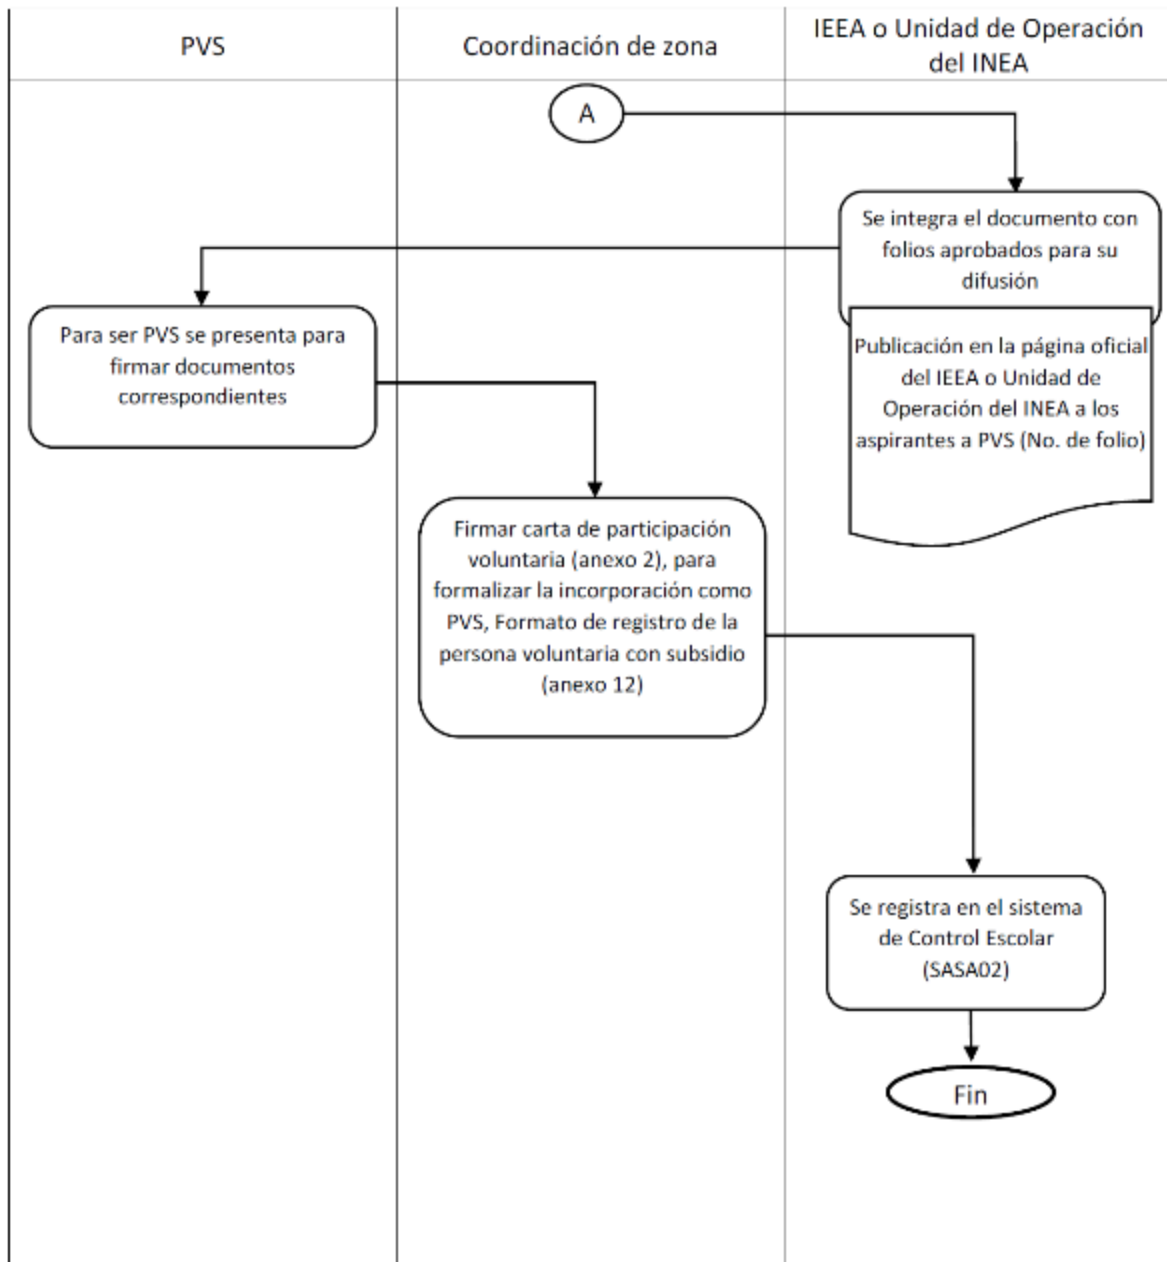 PVS
Coordinación de zona
IEEA o Unidad de Operación
del INEA
A
Se integra el documento con
folios aprobados para su
difusión
Publicación en la página oficial
del IEEA o Unidad de
Operación del INEA a los
aspirantes a PVS (No. de folio)
Para ser PVS se presenta para
firmar documentos
correspondientes
Firmar carta de participación
voluntaria (anexo 2), para
formalizar la incorporación como
PVS, Formato de registro de la
persona voluntaria con subsidio
(anexo 12)
Se registra en el sistema
de Control Escolar
(SASA02)
Fin